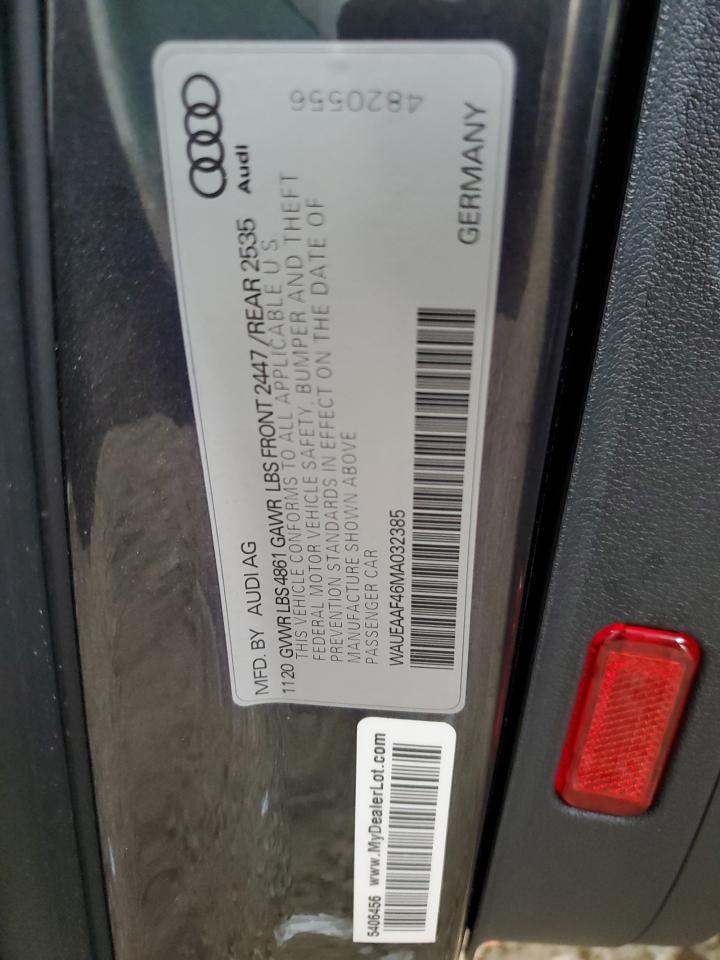 Audi
MFD. BY AUDI AG
1120 GVWR LBS 4861 GAWR LBS FRONT 2447/REAR 2535
THIS VEHICLE CONFORMS TO ALL APPLICABLE U S.
FEDERAL MOTOR VEHICLE SAFETY, BUMPER AND THEFT
PREVENTION STANDARDS IN EFFECT ON THE DATE OF
MANUFACTURE SHOWN ABOVE
PASSENGER CAR
WAUEAAF46MA032385
4820556
GERMANY
5406456 www.MyDealerLot.com